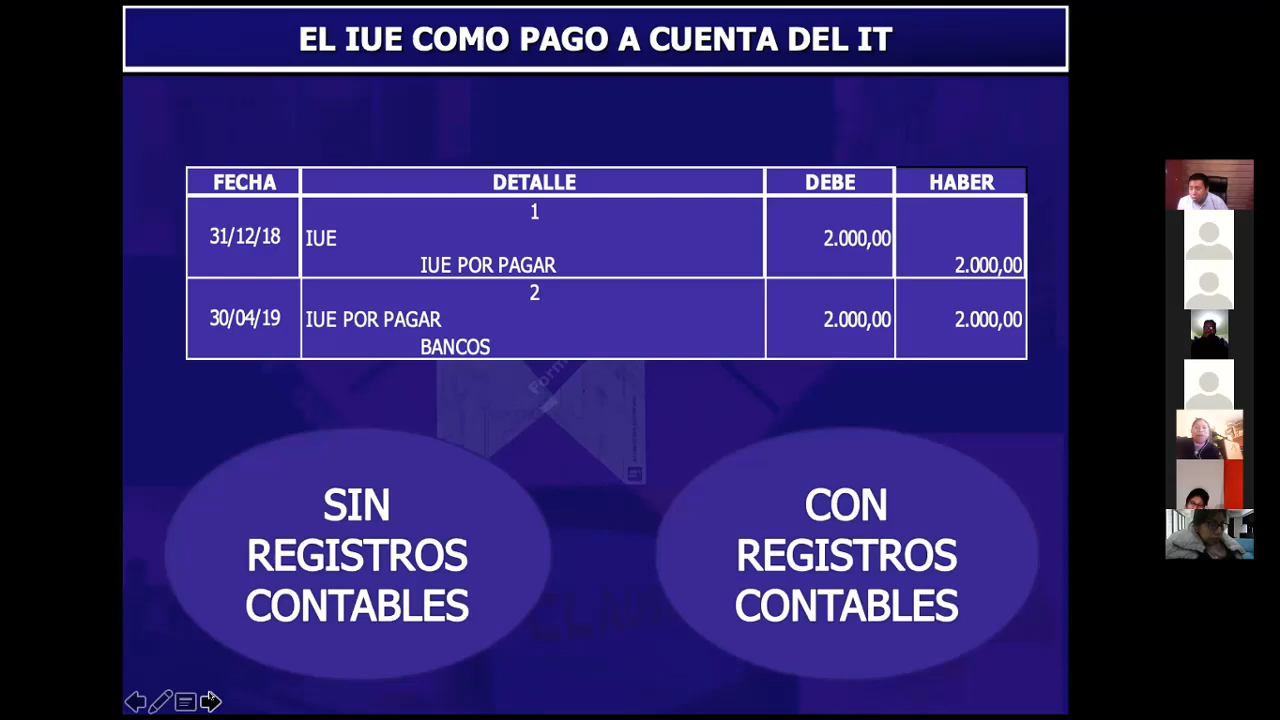 EL IUE COMO PAGO A CUENTA DEL IT
FECHA DETALLE DEBE HABER
1
31/12/18 IUE 2.000,00
IUE POR PAGAR 2.000,00
2
30/04/19 IUE POR PAGAR 2.000,00 2.000,00
BANCOS
SIN
REGISTROS
CONTABLES
CON
REGISTROS
CONTABLES